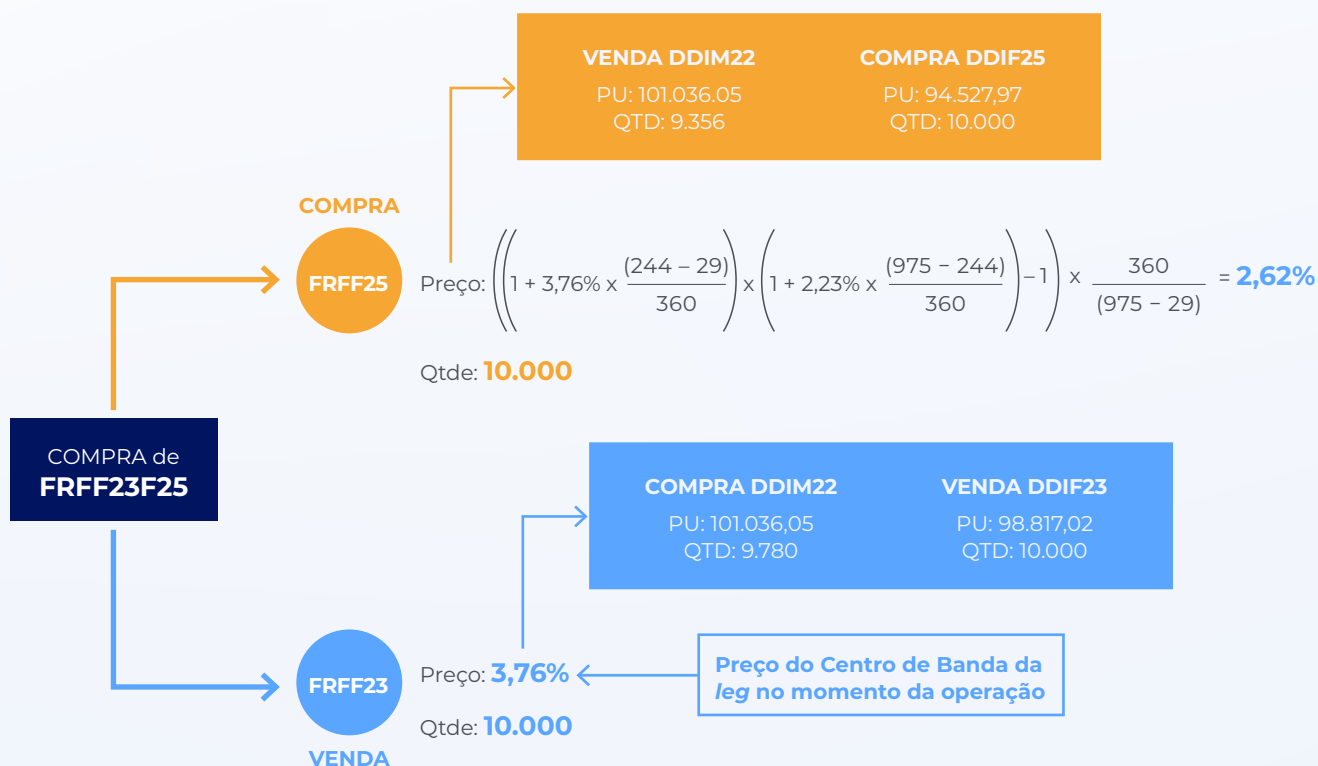 VENDA DDIM22
PU: 101.036.05
QTD: 9.356
COMPRA DDIF25
PU: 94.527,97
QTD: 10.000
COMPRA
FRFF25
Preço: (((1 + 3,76% x (244 – 29) / 360) x (1 + 2,23% x (975 – 244) / 360) – 1) x 360 / (975 – 29) = 2,62%
Qtde: 10.000
COMPRA de
FRFF23F25
COMPRA DDIM22
PU: 101.036,05
QTD: 9.780
VENDA DDIF23
PU: 98.817,02
QTD: 10.000
FRFF23
VENDA
Preço: 3,76%
Qtde: 10.000
Preço do Centro de Banda da
leg no momento da operação